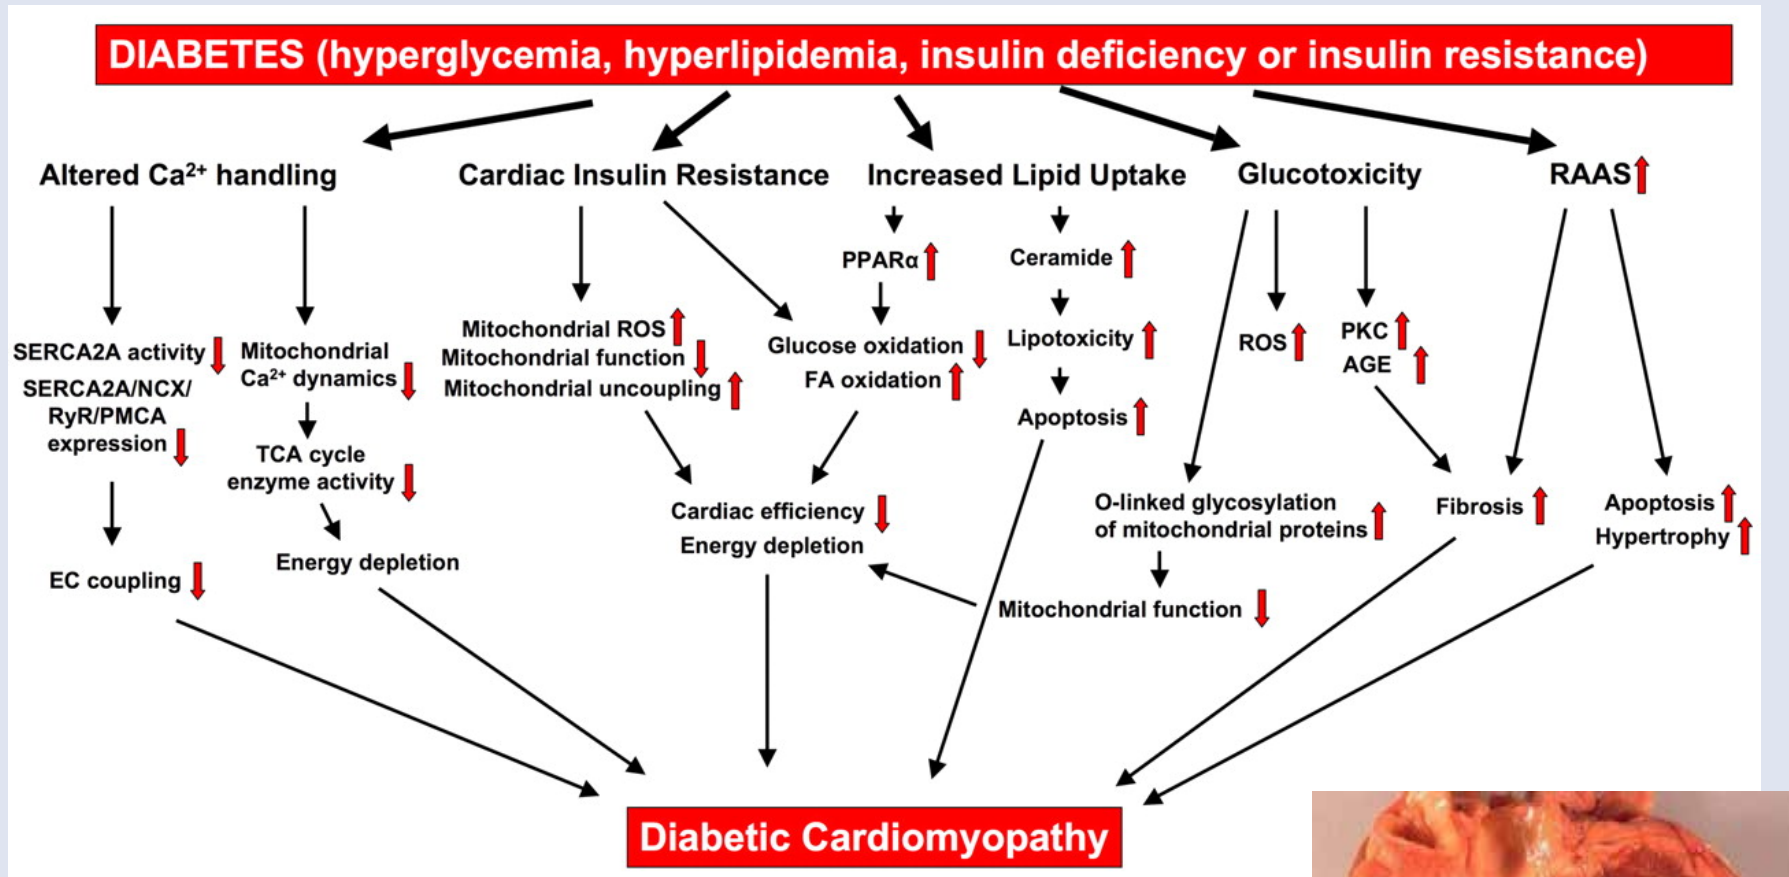 DIABETES (hyperglycemia, hyperlipidemia, insulin deficiency or insulin resistance)
Altered Ca²⁺ handling
Cardiac Insulin Resistance
Increased Lipid Uptake
Glucotoxicity
RAAS
SERCA2A activity
SERCA2A/NCX/
RyR/PMCA
expression
EC coupling
Mitochondrial
Ca²⁺ dynamics
TCA cycle
enzyme activity
Energy depletion
Mitochondrial ROS
Mitochondrial function
Mitochondrial uncoupling
PPARα
Glucose oxidation
FA oxidation
Cardiac efficiency
Energy depletion
Ceramide
Lipotoxicity
Apoptosis
O-linked glycosylation
of mitochondrial proteins
Mitochondrial function
ROS
PKC
AGE
Fibrosis
Apoptosis
Hypertrophy
Diabetic Cardiomyopathy